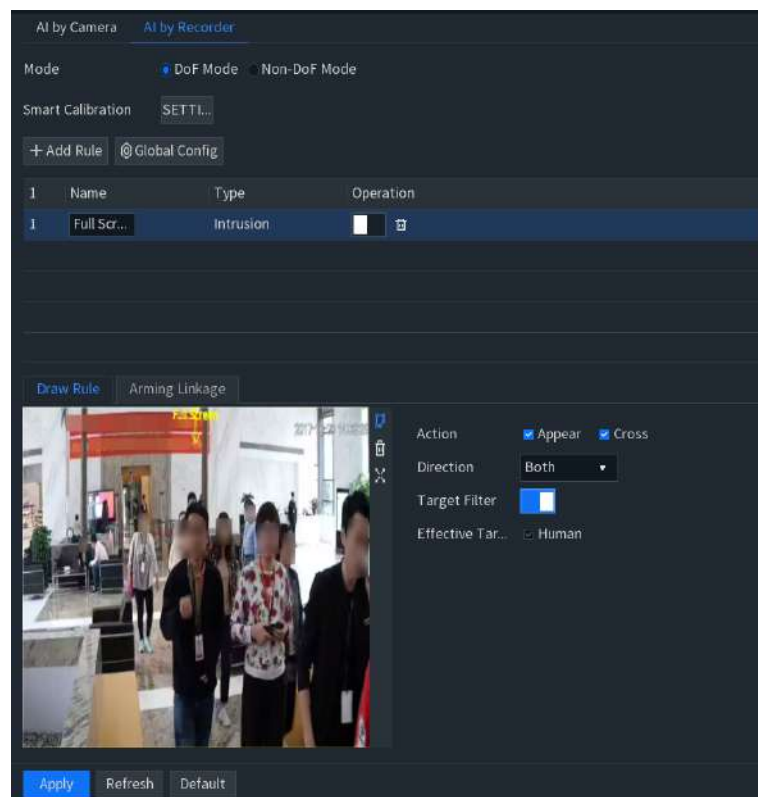 AI by Camera AI by Recorder
Mode DoF Mode Non-DoF Mode
Smart Calibration SETTI...
+ Add Rule Global Config
1 Name Type Operation
1 Full Scr... Intrusion
Draw Rule Arming Linkage
Full Screen
Action Appear Cross
Direction Both
Target Filter
Effective Tar... Human
Apply Refresh Default